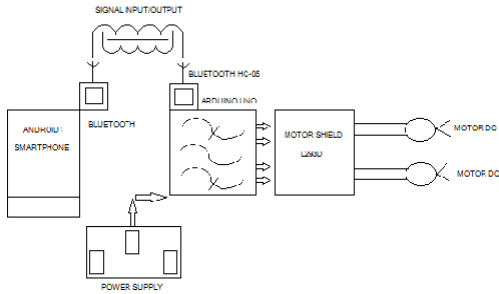 SIGNAL INPUT/OUTPUT
BLUETOOTH HC-05
ARDUINO UNO
ANDROID
SMARTPHONE
BLUETOOTH
MOTOR SHIELD
L293D
MOTOR DC
MOTOR DC
POWER SUPPLY